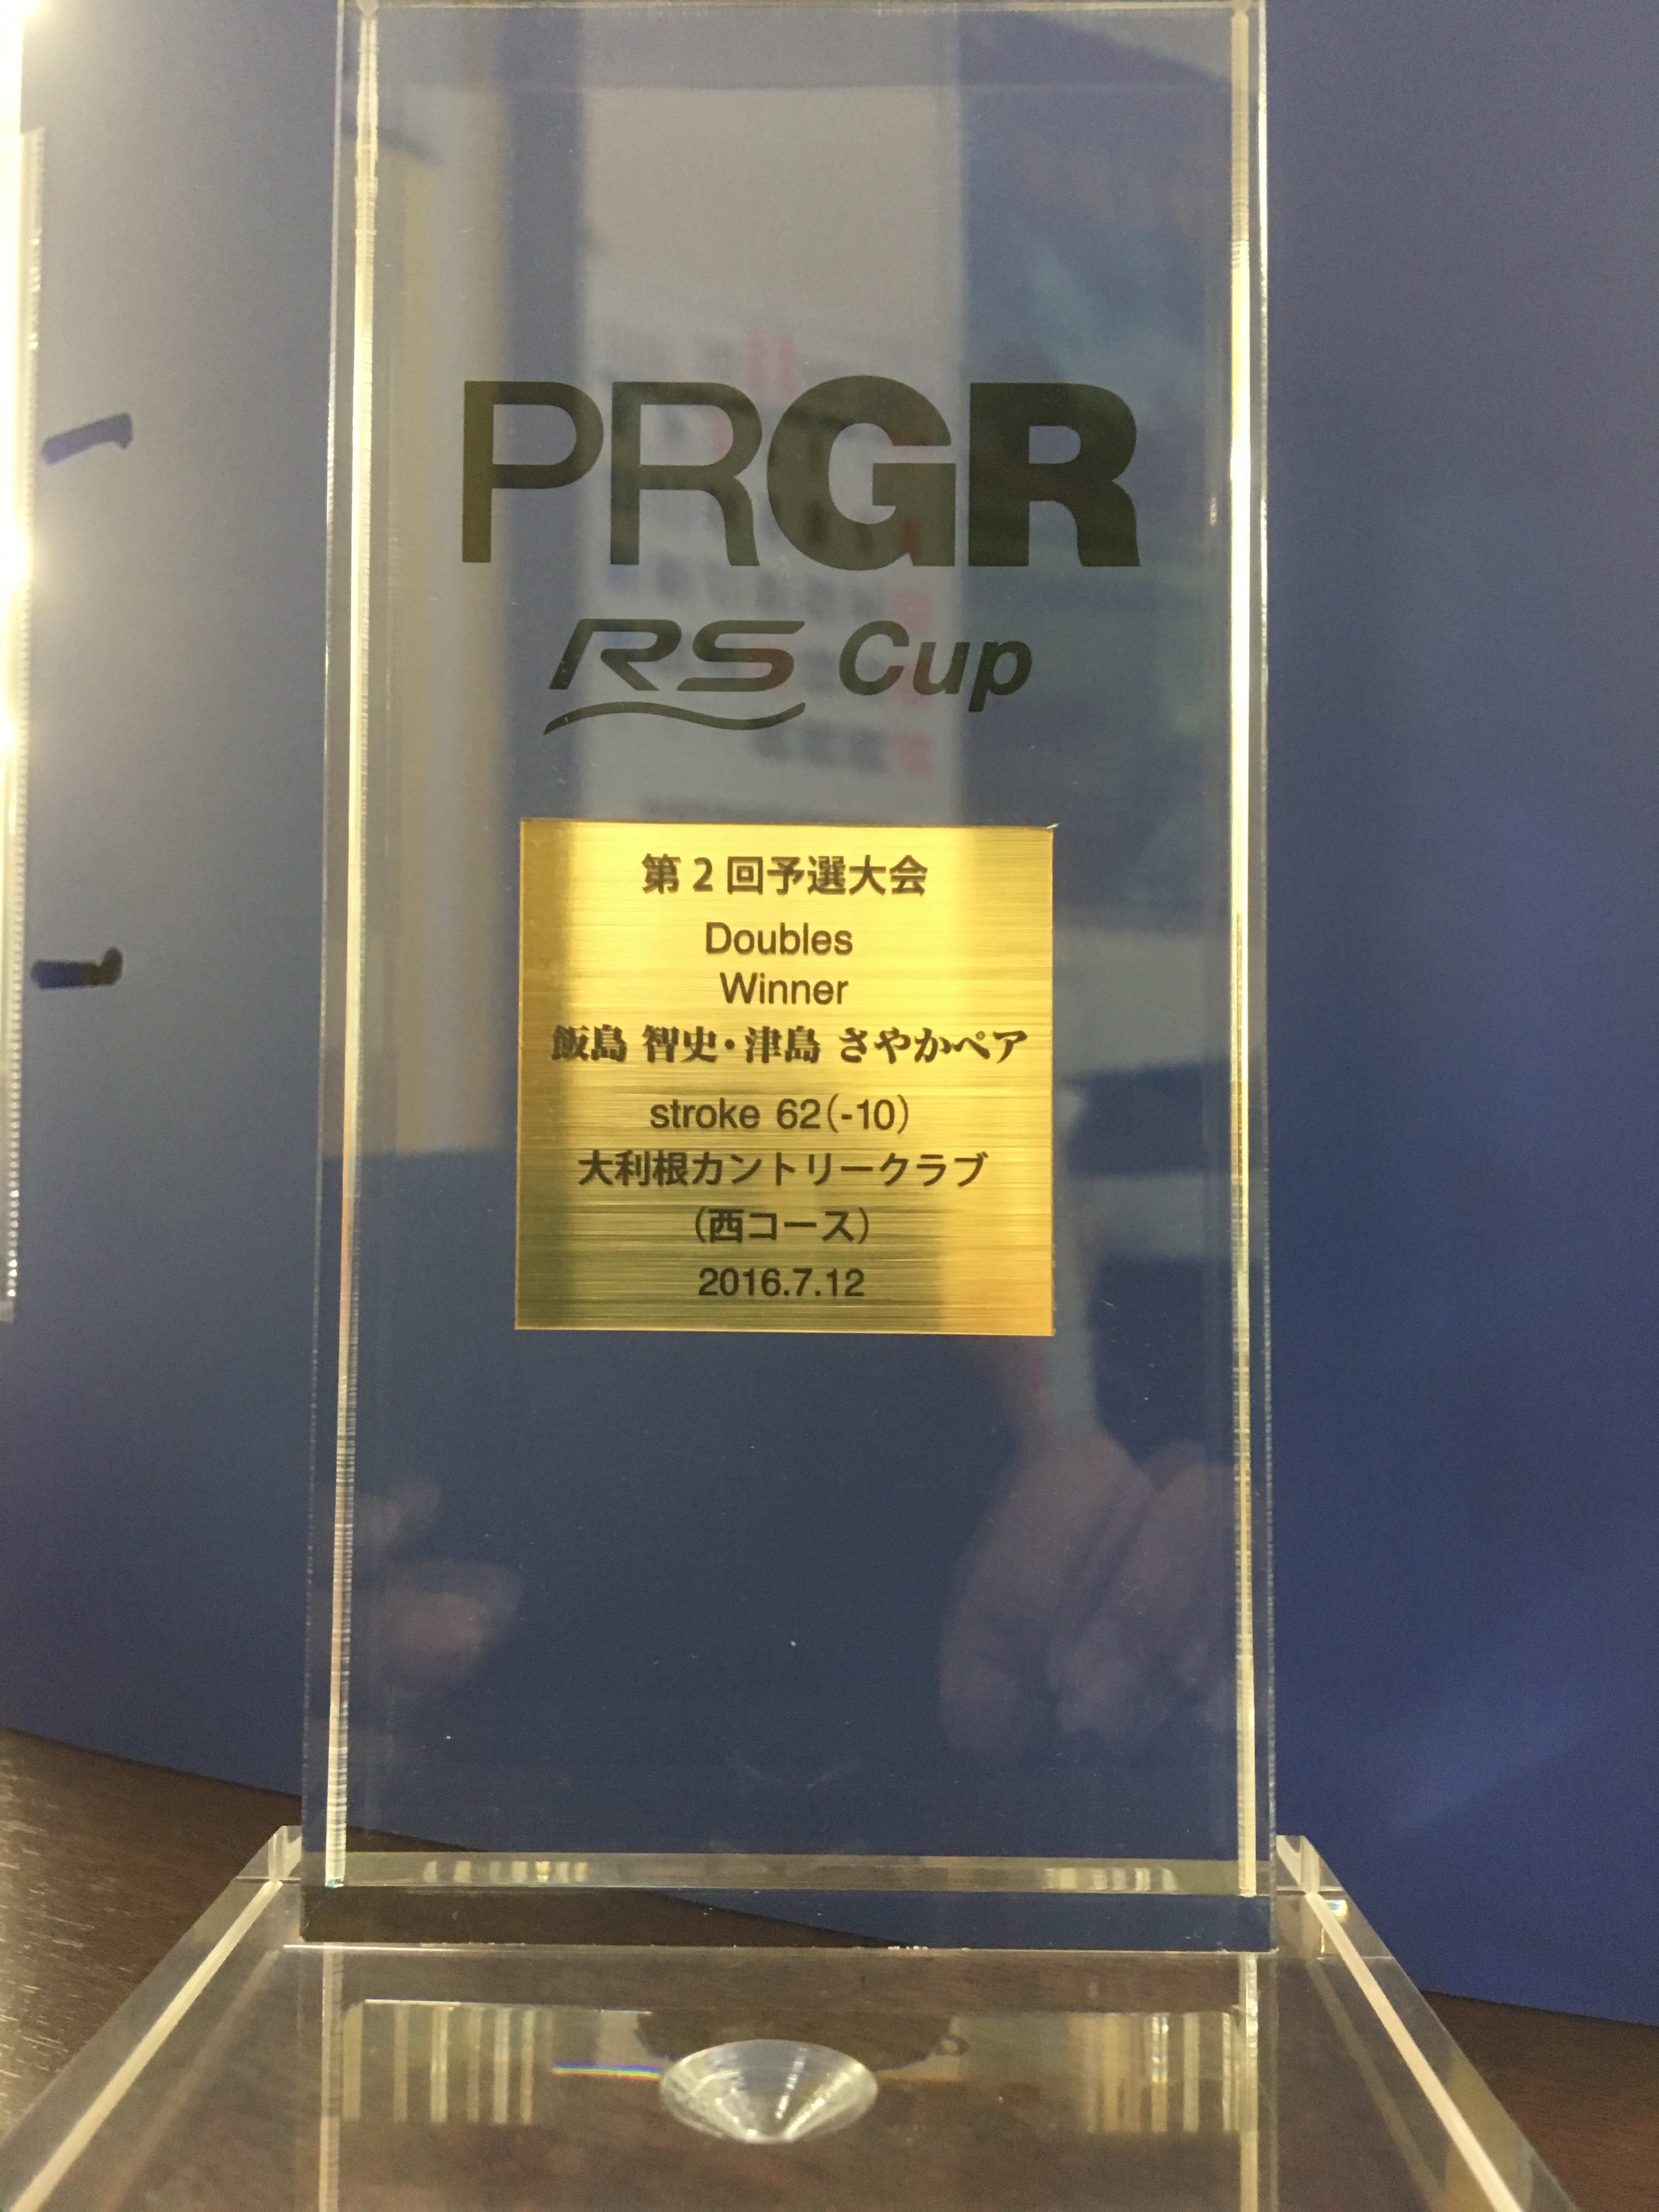 PRGR
RS Cup
第2回予選大会
Doubles
Winner
飯島 智史・津島 さやかペア
stroke 62(-10)
大利根カントリークラブ
(西コース)
2016.7.12